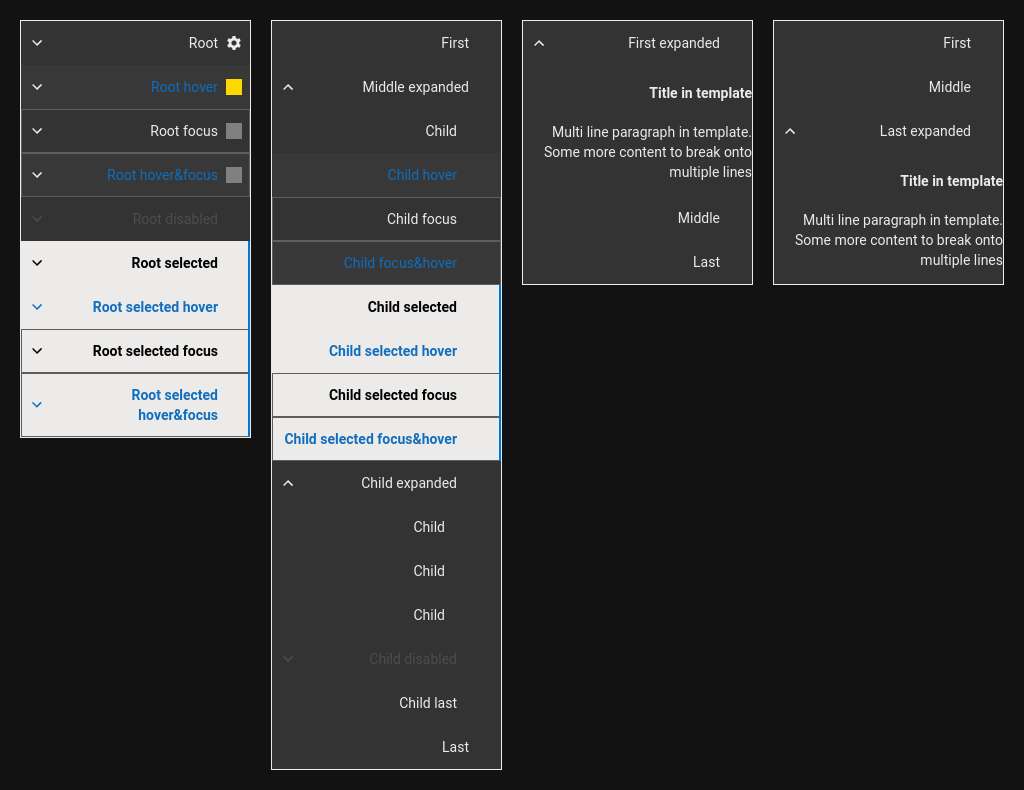 Root
Root hover
Root focus
Root hover&focus
Root disabled
Root selected
Root selected hover
Root selected focus
Root selected
hover&focus
First
Middle expanded
Child
Child hover
Child focus
Child focus&hover
Child selected
Child selected hover
Child selected focus
Child selected focus&hover
Child expanded
Child
Child
Child
Child disabled
Child last
Last
First expanded
Title in template
Multi line paragraph in template.
Some more content to break onto
multiple lines
Middle
Last
First
Middle
Last expanded
Title in template
Multi line paragraph in template.
Some more content to break onto
multiple lines